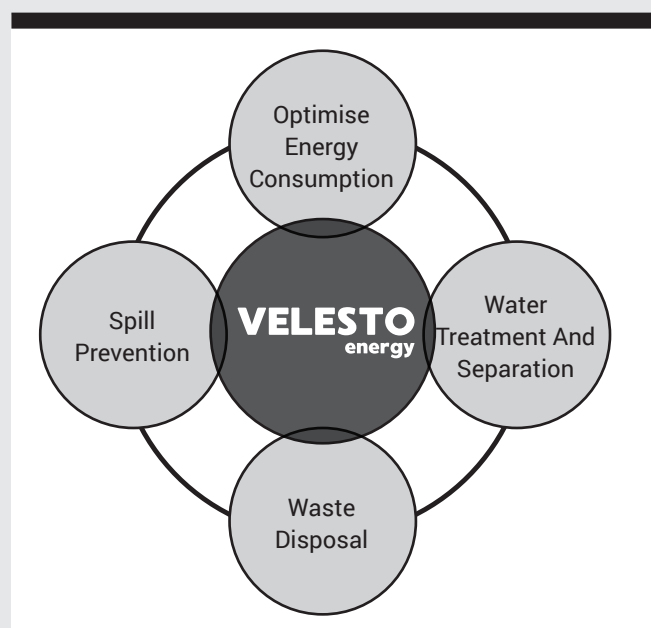 Optimise
Energy
Consumption
Spill
Prevention
VELESTO
energy
Water
Treatment And
Separation
Waste
Disposal